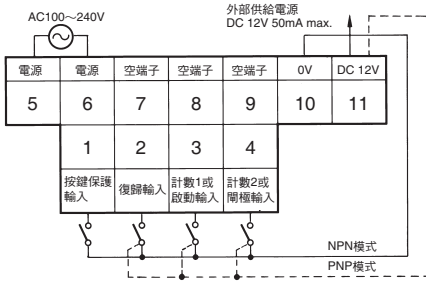 AC100～240V
外部供給電源
DC 12V 50mA max.
電源 電源 空端子 空端子 空端子 0V DC 12V
5 6 7 8 9 10 11
1 2 3 4
按鍵保護
輸入
復歸輸入
計數1或
啟動輸入
計數2或
閘極輸入
NPN模式
PNP模式